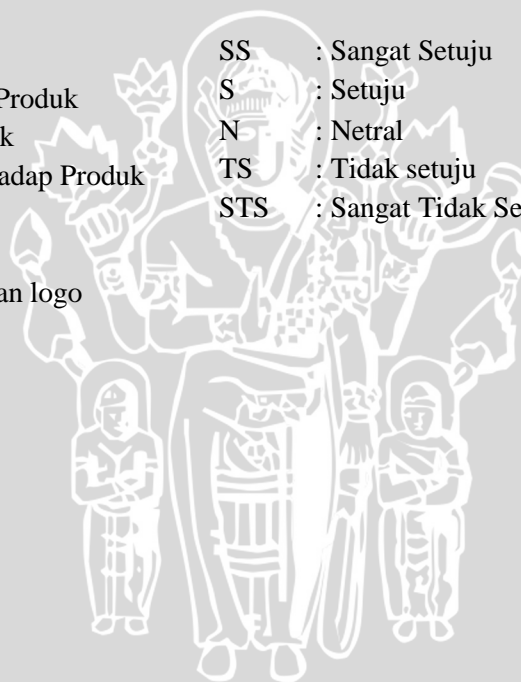 SS : Sangat Setuju
Produk
S : Setuju
k
N : Netral
adap Produk
TS : Tidak setuju
STS : Sangat Tidak Se
an logo